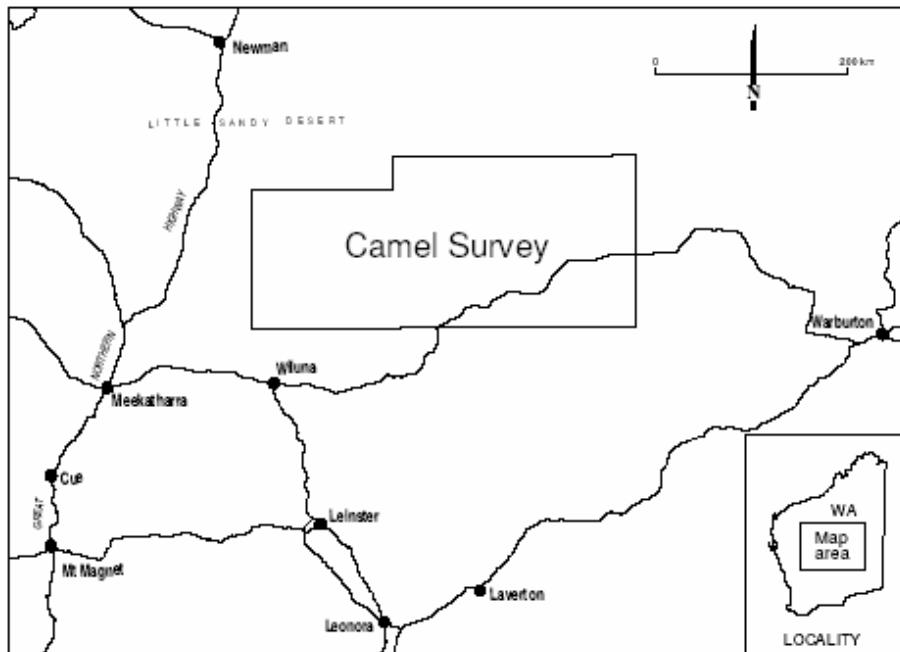 Newman
0 200 km
N
LITTLE SANDY DESERT
HIGHWAY
Camel Survey
Warburton
NORTHERN
Wiluna
Meekatharra
Cue
GREAT
Leinster
WA
Map
area
Mt Magnet
Laverton
Leonora
LOCALITY